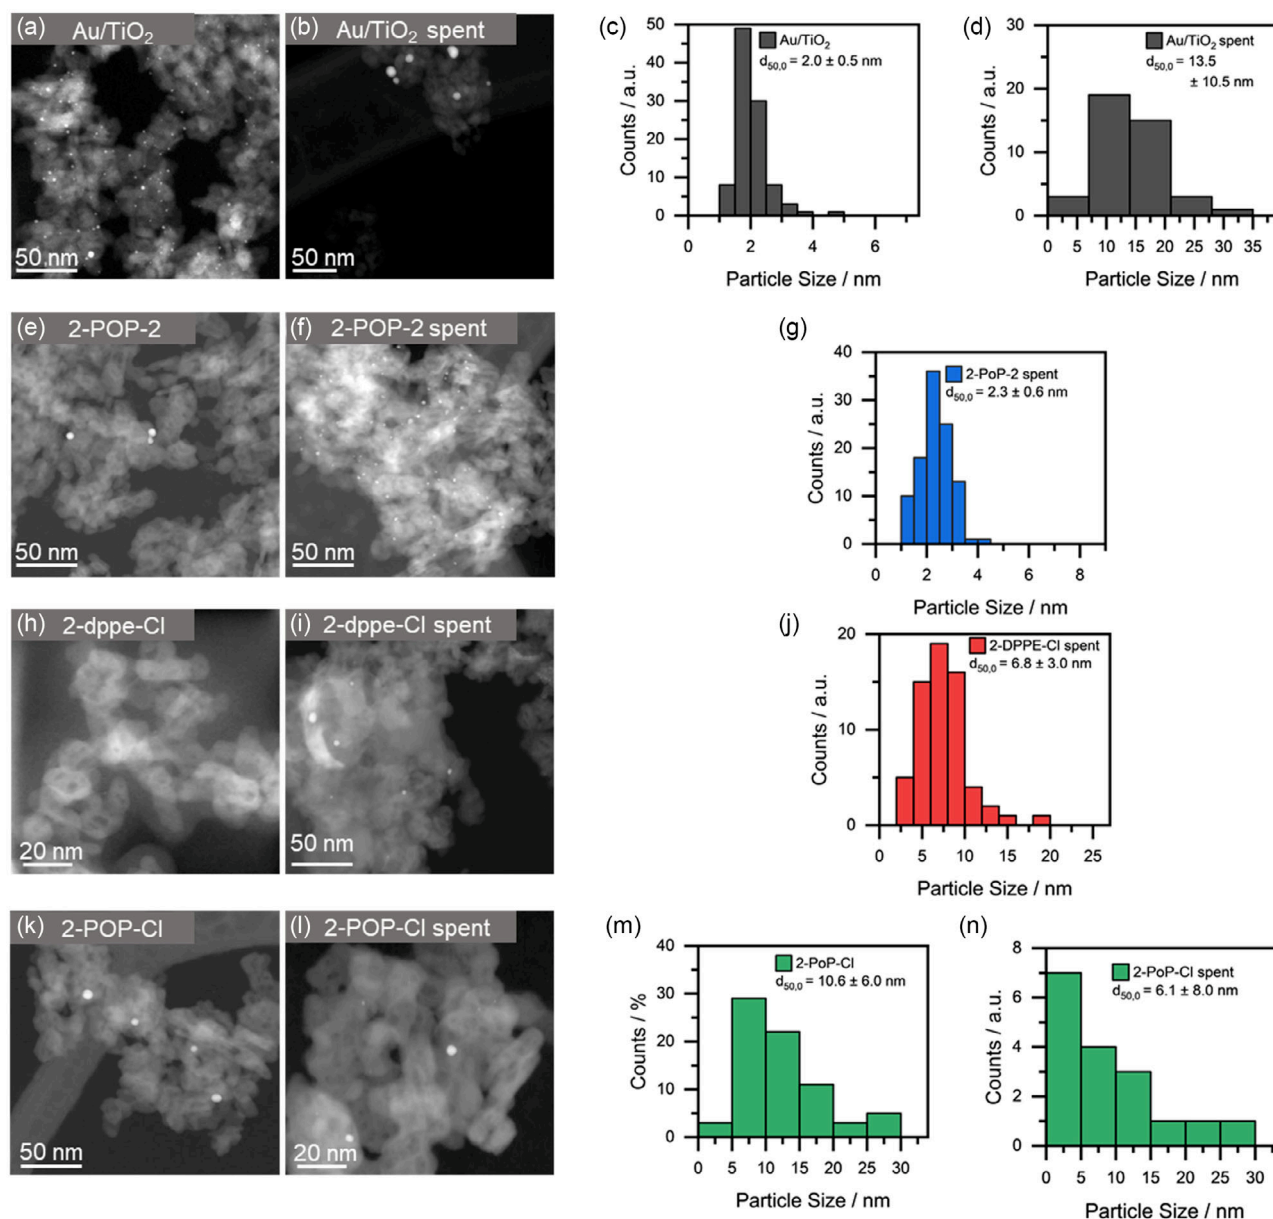 (a) Au/TiO2
50 nm
(b) Au/TiO2 spent
50 nm
(c)
Counts / a.u.
50
40
30
20
10
0
Au/TiO2
d50,0 = 2.0 ± 0.5 nm
0 2 4 6
Particle Size / nm
(d)
Counts / a.u.
30
20
10
0
Au/TiO2 spent
d50,0 = 13.5
± 10.5 nm
0 5 10 15 20 25 30 35
Particle Size / nm
(e) 2-POP-2
50 nm
(f) 2-POP-2 spent
50 nm
(g)
Counts / a.u.
40
30
20
10
0
2-PoP-2 spent
d50,0 = 2.3 ± 0.6 nm
0 2 4 6 8
Particle Size / nm
(h) 2-dppe-Cl
20 nm
(i) 2-dppe-Cl spent
50 nm
(j)
Counts / a.u.
20
10
0
2-DPPE-Cl spent
d50,0 = 6.8 ± 3.0 nm
0 5 10 15 20 25
Particle Size / nm
(k) 2-POP-Cl
50 nm
(l) 2-POP-Cl spent
20 nm
(m)
Counts / %
40
30
20
10
0
2-PoP-Cl
d50,0 = 10.6 ± 6.0 nm
0 5 10 15 20 25 30
Particle Size / nm
(n)
Counts / a.u.
8
6
4
2
0
2-PoP-Cl spent
d50,0 = 6.1 ± 8.0 nm
0 5 10 15 20 25 30
Particle Size / nm